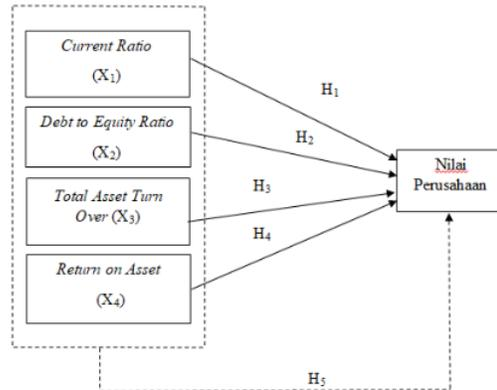 Current Ratio
(X1)
H1
Debt to Equity Ratio
(X2)
H2
Total Asset Turn
Over (X3)
H3
Return on Asset
(X4)
H4
Nilai
Perusahaan
H5